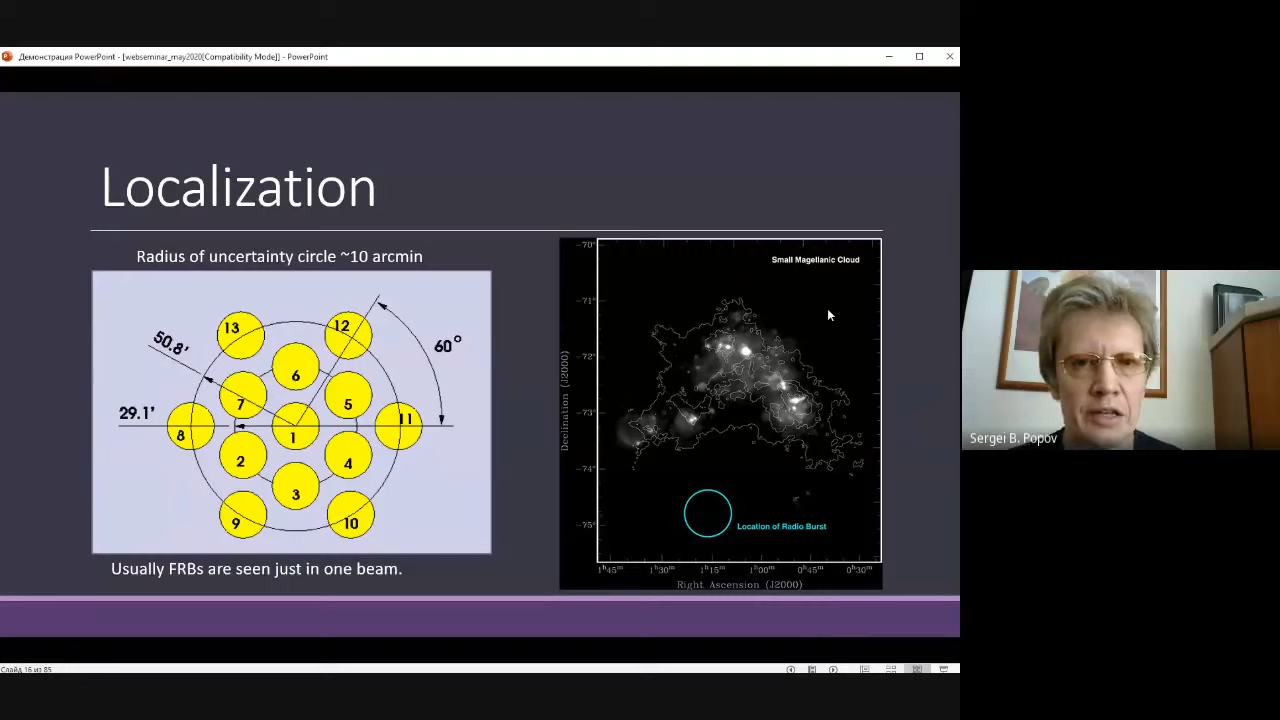 Демонстрация PowerPoint - [webseminar_may2020[Compatibility Mode]] - PowerPoint
Localization
Radius of uncertainty circle ~10 arcmin
13
12
50.8'
60°
6
7
5
29.1'
8
1
11
2
4
3
9
10
Usually FRBs are seen just in one beam.
Small Magellanic Cloud
-70°
-71°
-72°
-73°
-74°
-75°
Declination (J2000)
Location of Radio Burst
1ʰ45ᵐ 1ʰ30ᵐ 1ʰ15ᵐ 1ʰ00ᵐ 0ʰ45ᵐ 0ʰ30ᵐ
Right Ascension (J2000)
Sergei B. Popov
Слайд 16 из 85